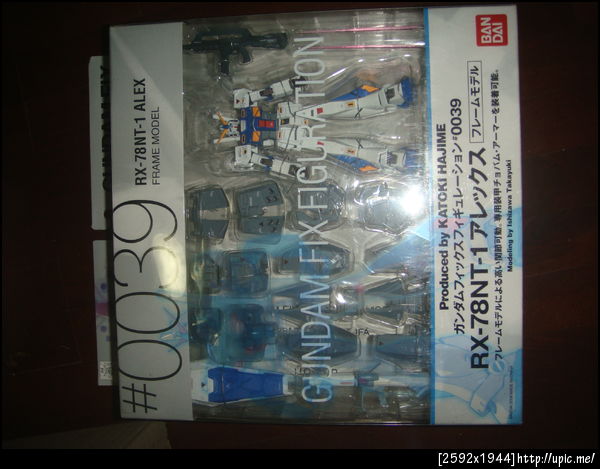 #0039
RX-78NT-1 ALEX
FRAME MODEL
GUNDAM FIX FIGURATION
BAN
DAI
Produced by KATOKI HAJIME
ガンダムフィックスフィギュレーション#0039
RX-78NT-1 アレックス フレームモデル
フレームモデルによる高い関節可動。専用装甲チョバム・アーマーを装着可能。
Modeling by Ishizawa Takayuki
GUNDAM FIX
[2592x1944]http://upic.me/